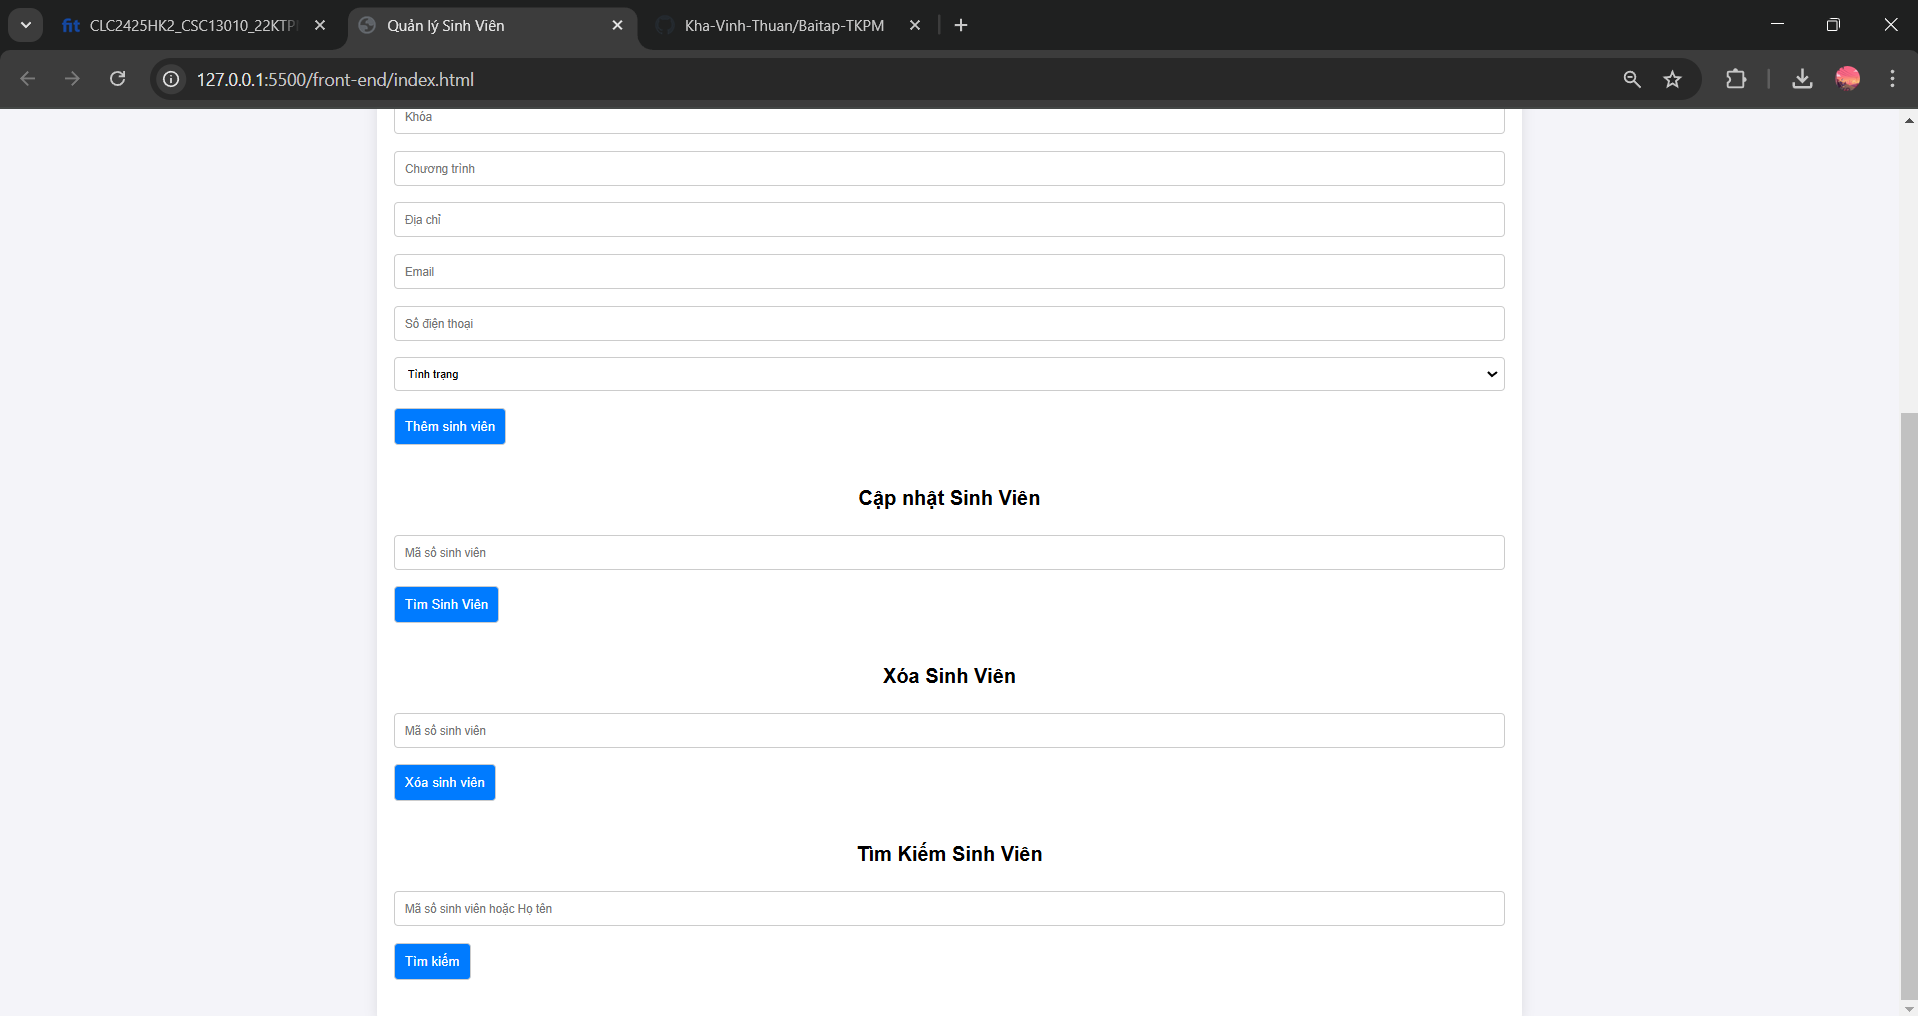 fit CLC2425HK2_CSC13010_22KTP
Quản lý Sinh Viên
Kha-Vinh-Thuan/Baitap-TKPM
127.0.0.1:5500/front-end/index.html
Khóa
Chương trình
Địa chỉ
Email
Số điện thoại
Tình trạng
Thêm sinh viên
Cập nhật Sinh Viên
Mã số sinh viên
Tìm Sinh Viên
Xóa Sinh Viên
Mã số sinh viên
Xóa sinh viên
Tìm Kiếm Sinh Viên
Mã số sinh viên hoặc Họ tên
Tìm kiếm